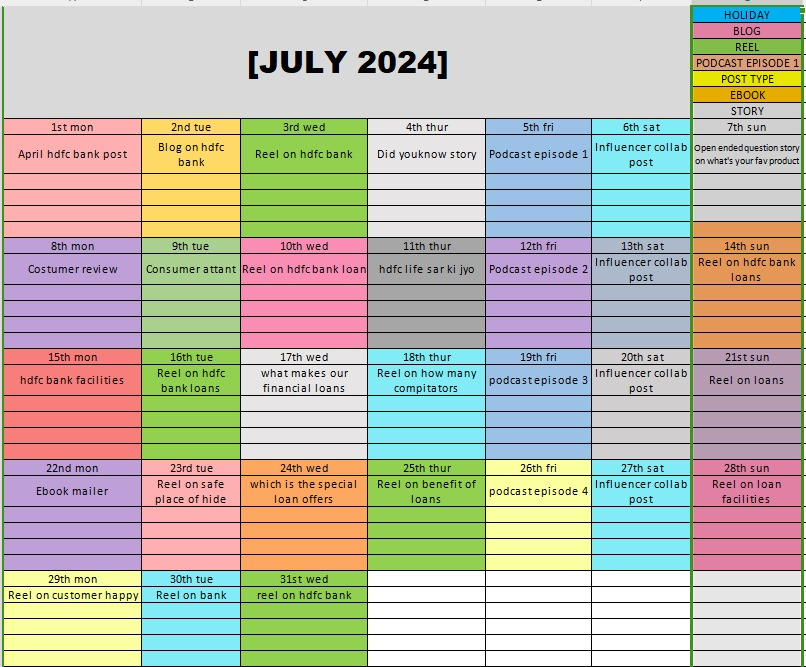 [JULY 2024]
HOLIDAY
BLOG
REEL
PODCAST EPISODE 1
POST TYPE
EBOOK
STORY
1st mon 2nd tue 3rd wed 4th thur 5th fri 6th sat 7th sun
April hdfc bank post
Blog on hdfc
bank
Reel on hdfc bank
Did youknow story
Podcast episode 1
Influencer collab
post
Open ended question story
on what's your fav product
8th mon 9th tue 10th wed 11th thur 12th fri 13th sat 14th sun
Costumer review
Consumer attant
Reel on hdfc bank loan
hdfc life sar ki jyo
Podcast episode 2
Influencer collab
post
Reel on hdfc bank
loans
15th mon 16th tue 17th wed 18th thur 19th fri 20th sat 21st sun
hdfc bank facilities
Reel on hdfc
bank loans
what makes our
financial loans
Reel on how many
compitators
podcast episode 3
Influencer collab
post
Reel on loans
22nd mon 23rd tue 24th wed 25th thur 26th fri 27th sat 28th sun
Ebook mailer
Reel on safe
place of hide
which is the special
loan offers
Reel on benefit of
loans
podcast episode 4
Influencer collab
post
Reel on loan
facilities
29th mon 30th tue 31st wed
Reel on customer happy Reel on bank reel on hdfc bank